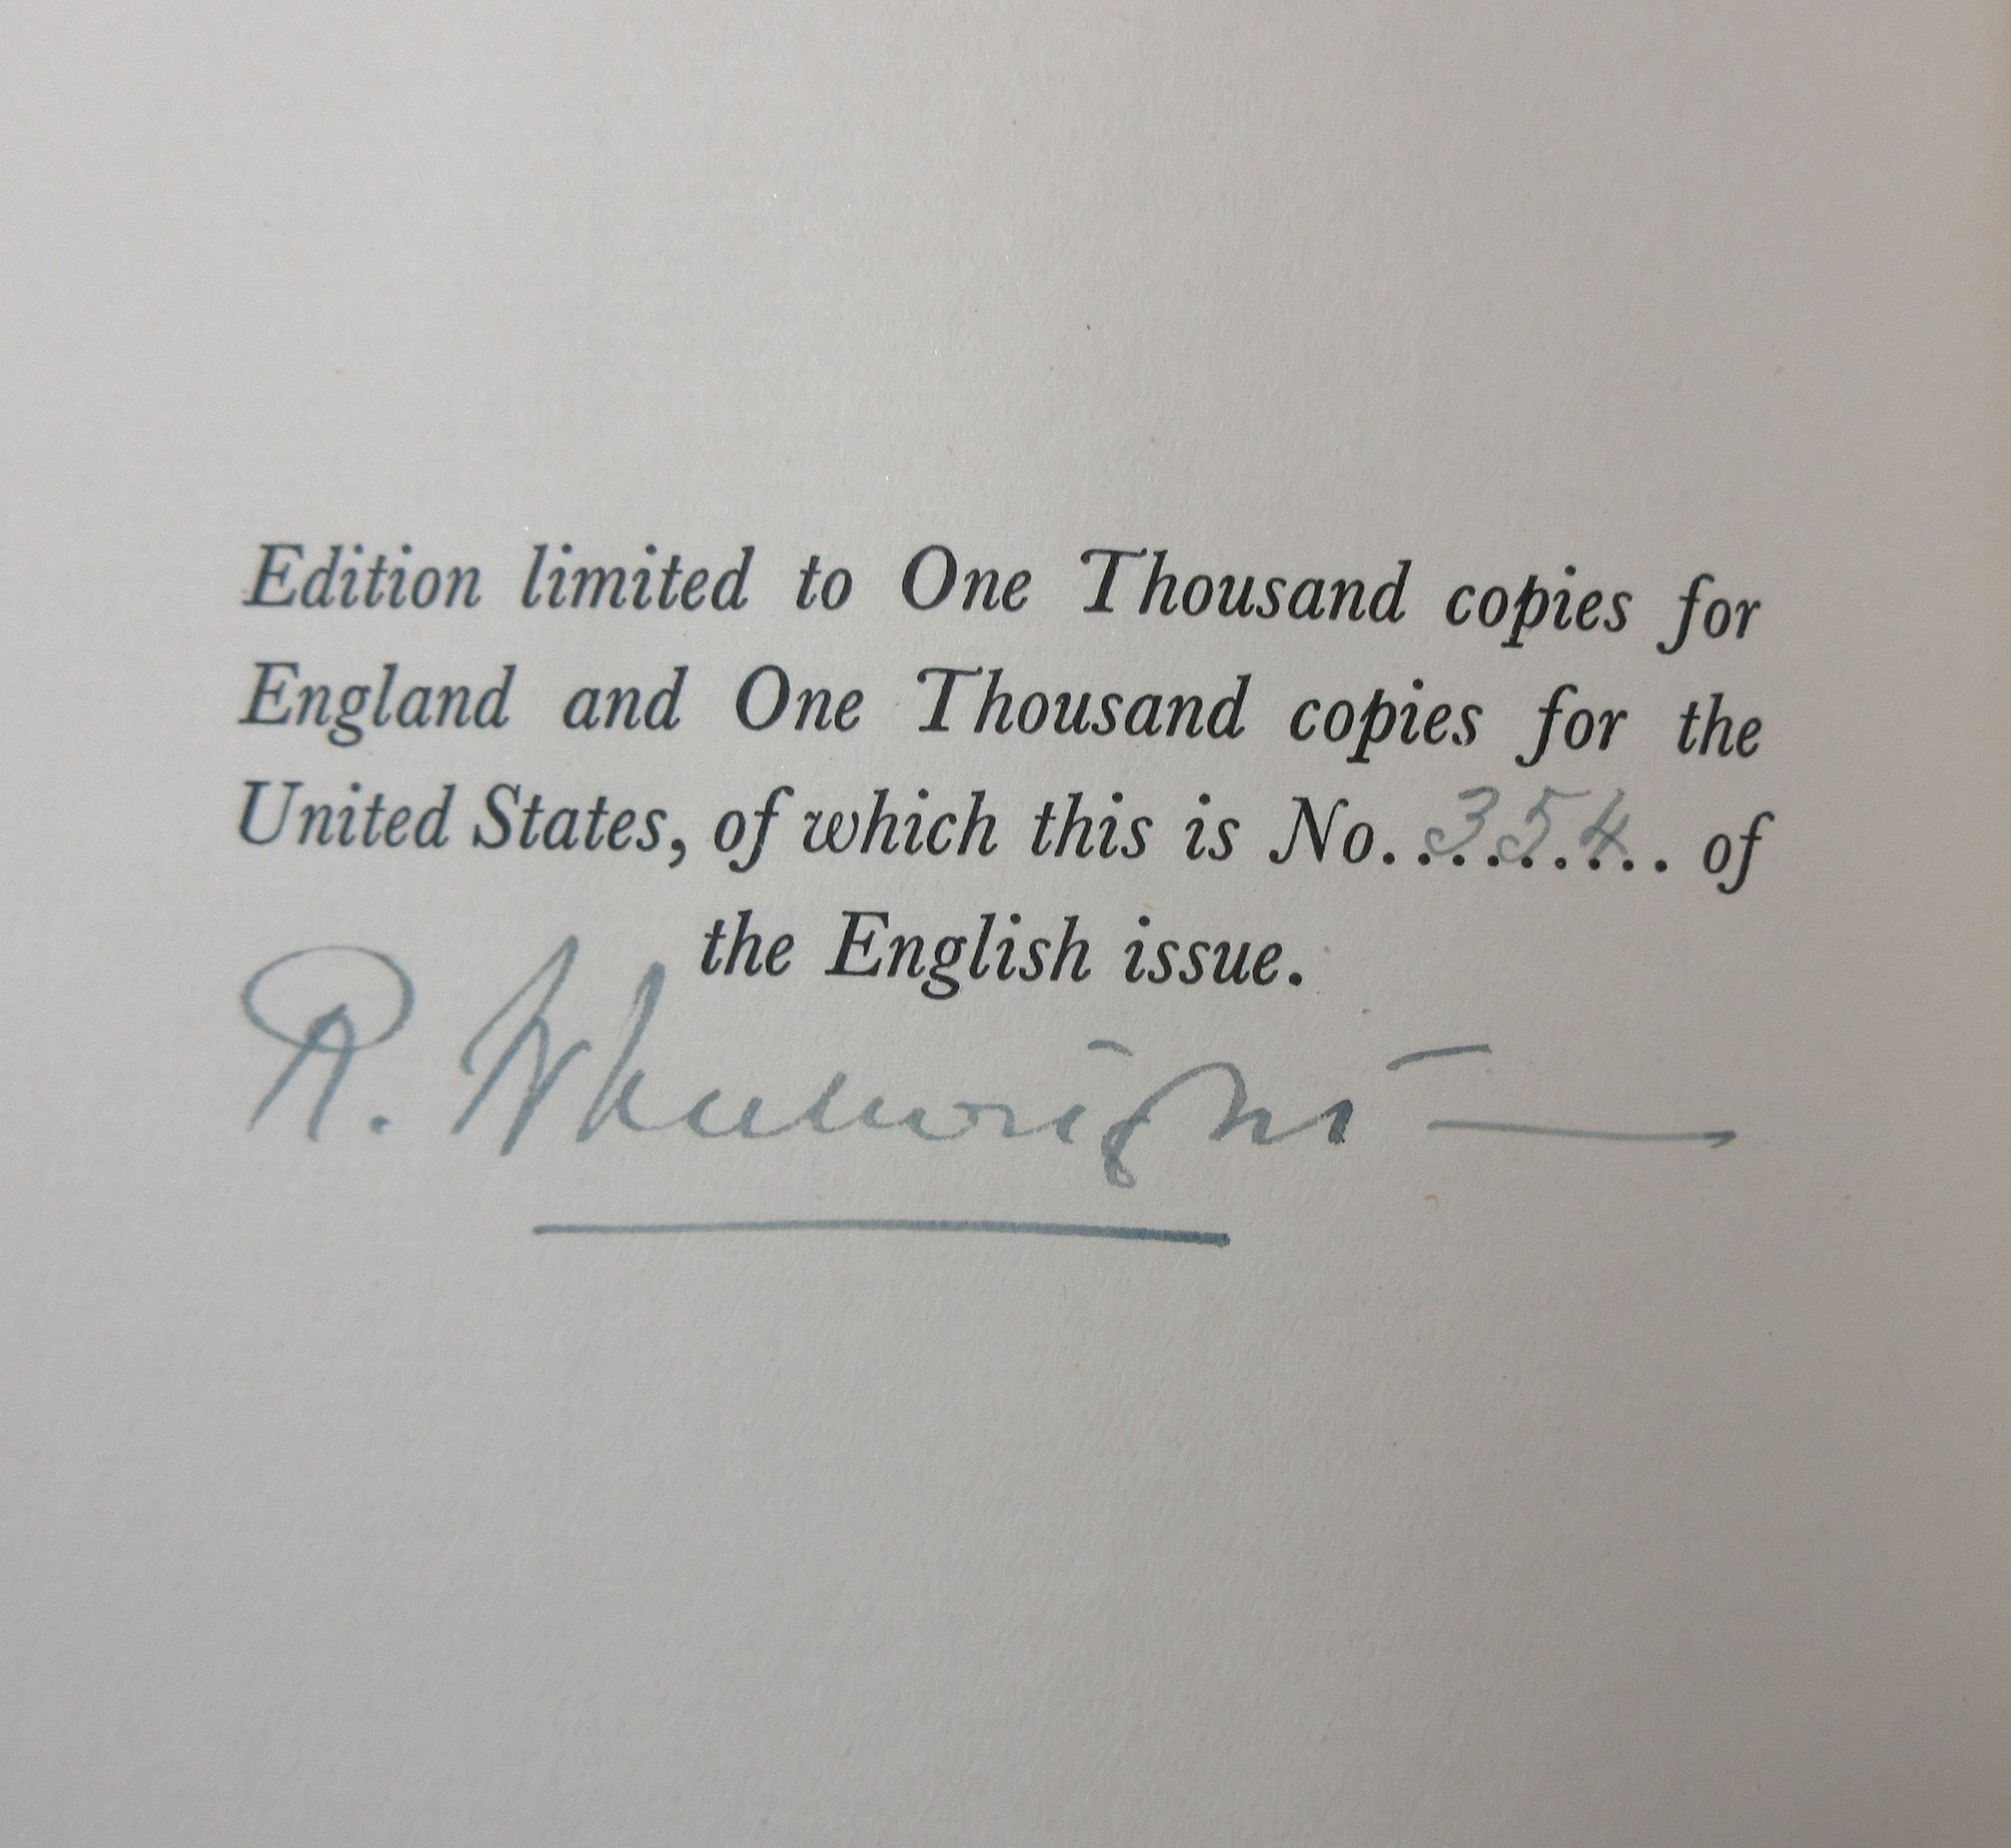 Edition limited to One Thousand copies for
England and One Thousand copies for the
United States, of which this is No. 354 of
the English issue.
R. Wheelwright